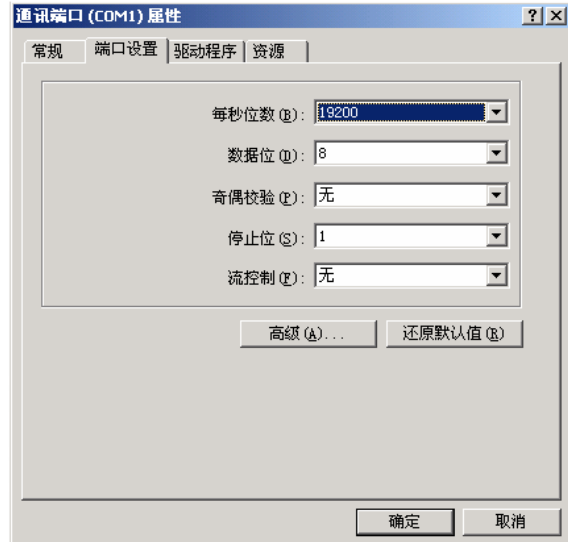 通讯端口 (COM1) 属性
常规 端口设置 驱动程序 资源
每秒位数(B): 19200
数据位(D): 8
奇偶校验(P): 无
停止位(S): 1
流控制(F): 无
高级(A)... 还原默认值(R)
确定 取消